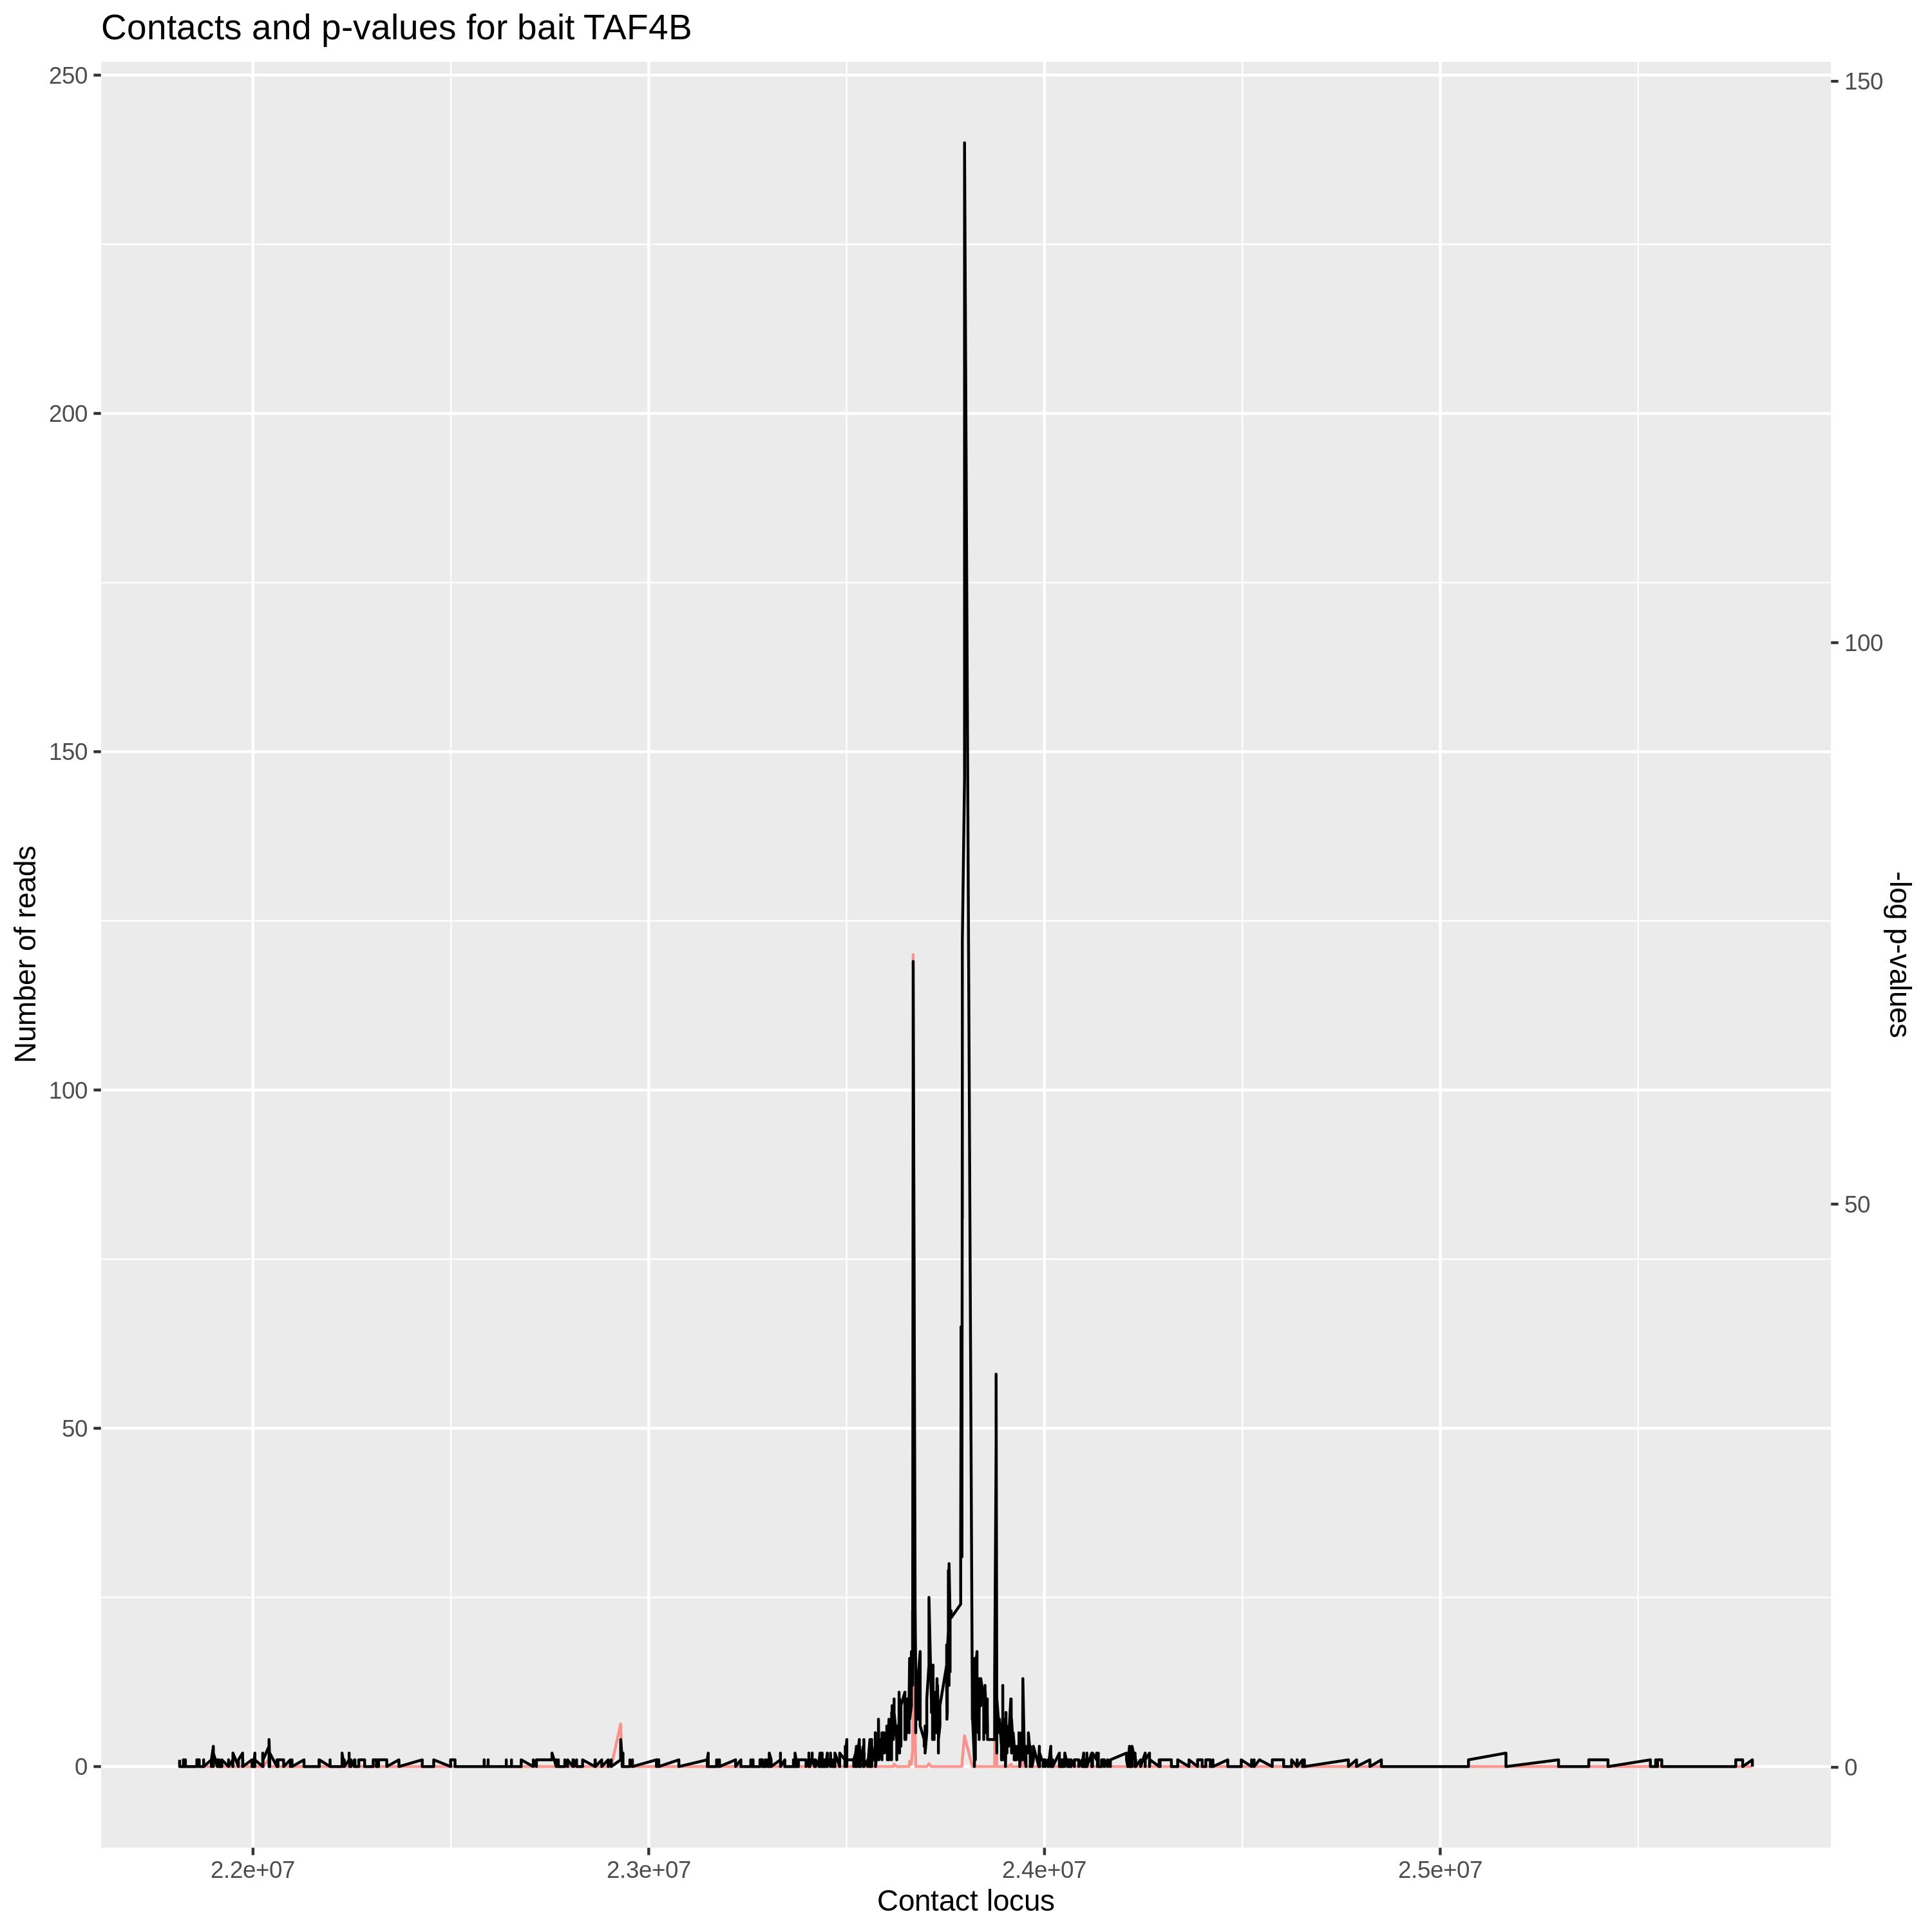 Contacts and p-values for bait TAF4B
250
200
150
100
50
0
Number of reads
150
100
50
0
-log p-values
2.2e+07
2.3e+07
2.4e+07
2.5e+07
Contact locus